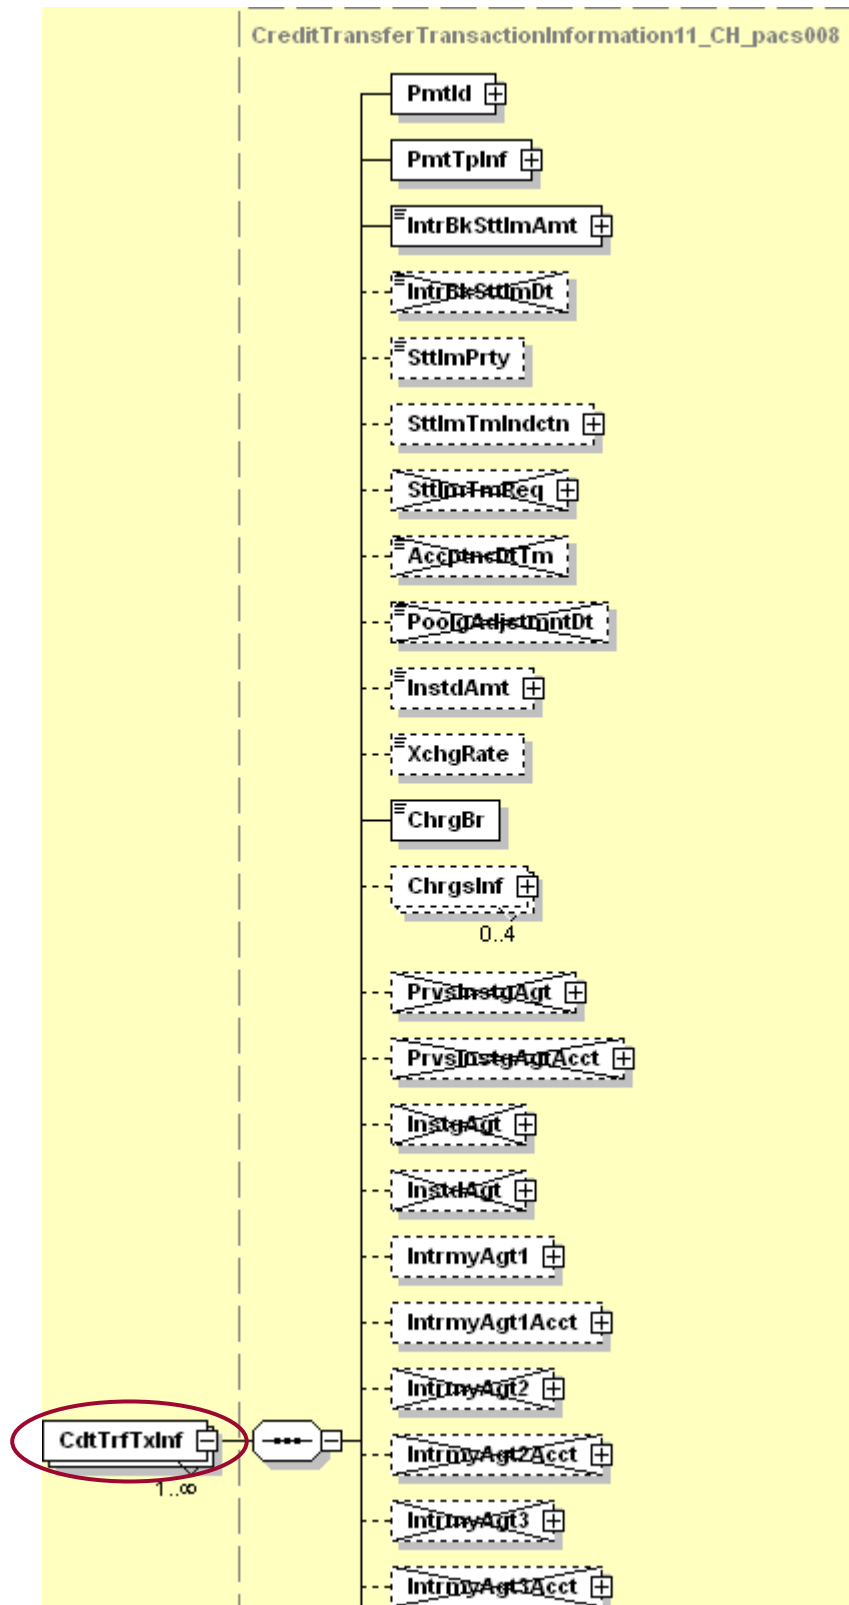 CreditTransferTransactionInformation11_CH_pacs008
PmtId
PmtTpInf
IntrBkSttlmAmt
IntrBkSttlmDt
SttlmPrty
SttlmTmIndctn
SttlmTmReq
AccptncDtTm
PoolgAdjstmntDt
InstdAmt
XchgRate
ChrgBr
ChrgsInf
0..4
PrvsInstgAgt
PrvsInstgAgtAcct
InstgAgt
InstdAgt
IntrmyAgt1
IntrmyAgt1Acct
IntrmyAgt2
CdtTrfTxInf
1..∞
IntrmyAgt2Acct
IntrmyAgt3
IntrmyAgt3Acct